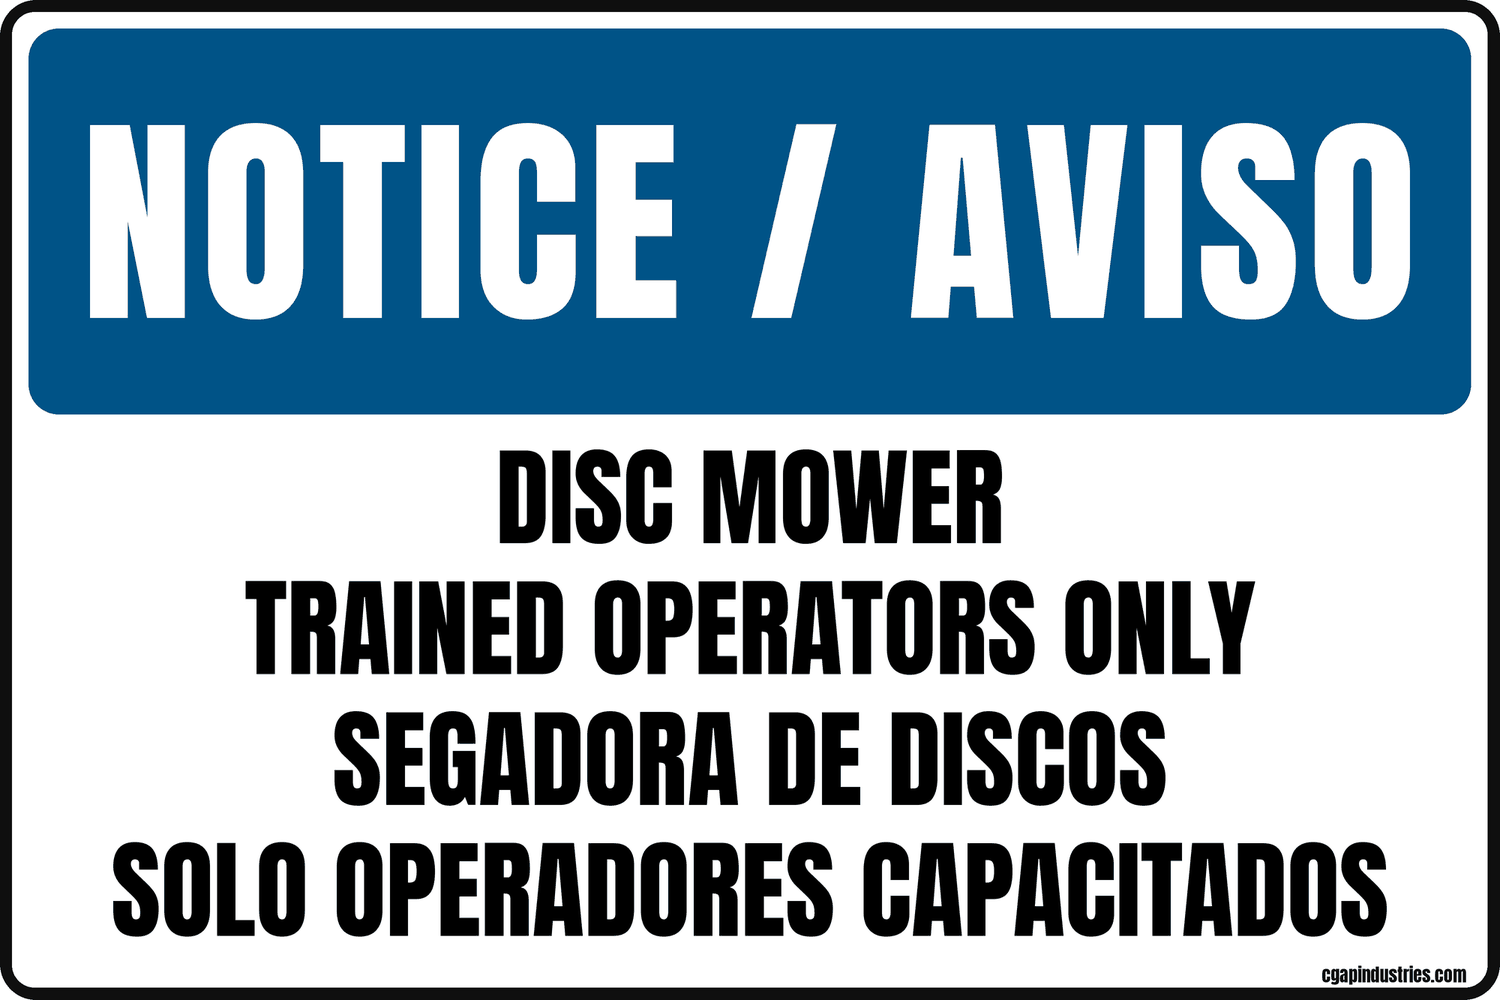 NOTICE / AVISO
DISC MOWER
TRAINED OPERATORS ONLY
SEGADORA DE DISCOS
SOLO OPERADORES CAPACITADOS
cgapindustries.com